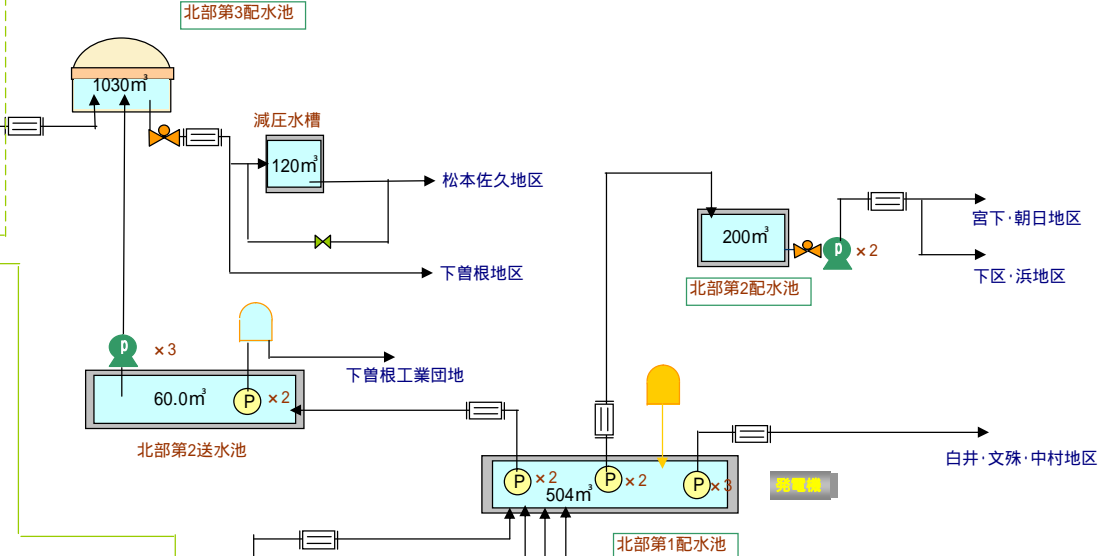 北部第3配水池
1030㎥
減圧水槽
120㎥
松本佐久地区
宮下･朝日地区
200㎥
P
×2
下曽根地区
下区･浜地区
北部第2配水池
P
×3
下曽根工業団地
60.0㎥
P
×2
北部第2送水池
白井･文殊･中村地区
P
×2
P
×2
P
×3
504㎥
発電機
北部第1配水池